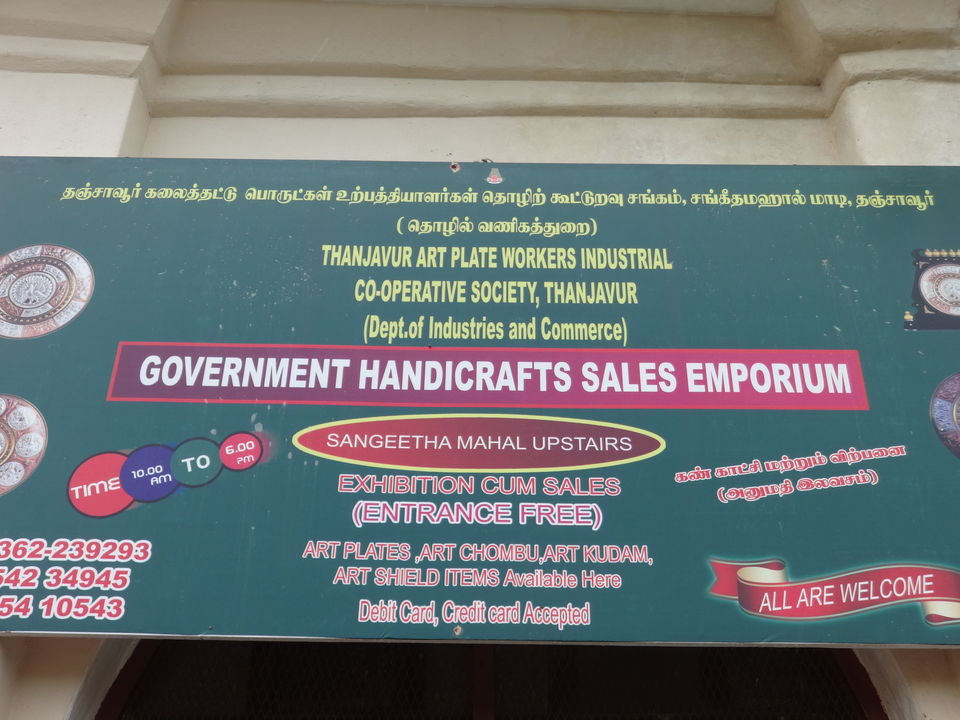 தஞ்சாவூர் கலைத்தட்டு பொருட்கள் உற்பத்தியாளர்கள் தொழிற் கூட்டுறவு சங்கம், சங்கீதமஹால் மாடி, தஞ்சாவூர்
( தொழில் வணிகத்துறை)
THANJAVUR ART PLATE WORKERS INDUSTRIAL
CO-OPERATIVE SOCIETY, THANJAVUR
(Dept.of Industries and Commerce)
GOVERNMENT HANDICRAFTS SALES EMPORIUM
SANGEETHA MAHAL UPSTAIRS
TIME 10.00 AM TO 6.00 PM
EXHIBITION CUM SALES
(ENTRANCE FREE)
கண் காட்சி மற்றும் விற்பனை
(அனுமதி இலவசம்)
362-239293
542 34945
54 10543
ART PLATES ,ART CHOMBU,ART KUDAM,
ART SHIELD ITEMS Available Here
Debit Card, Credit card Accepted
ALL ARE WELCOME